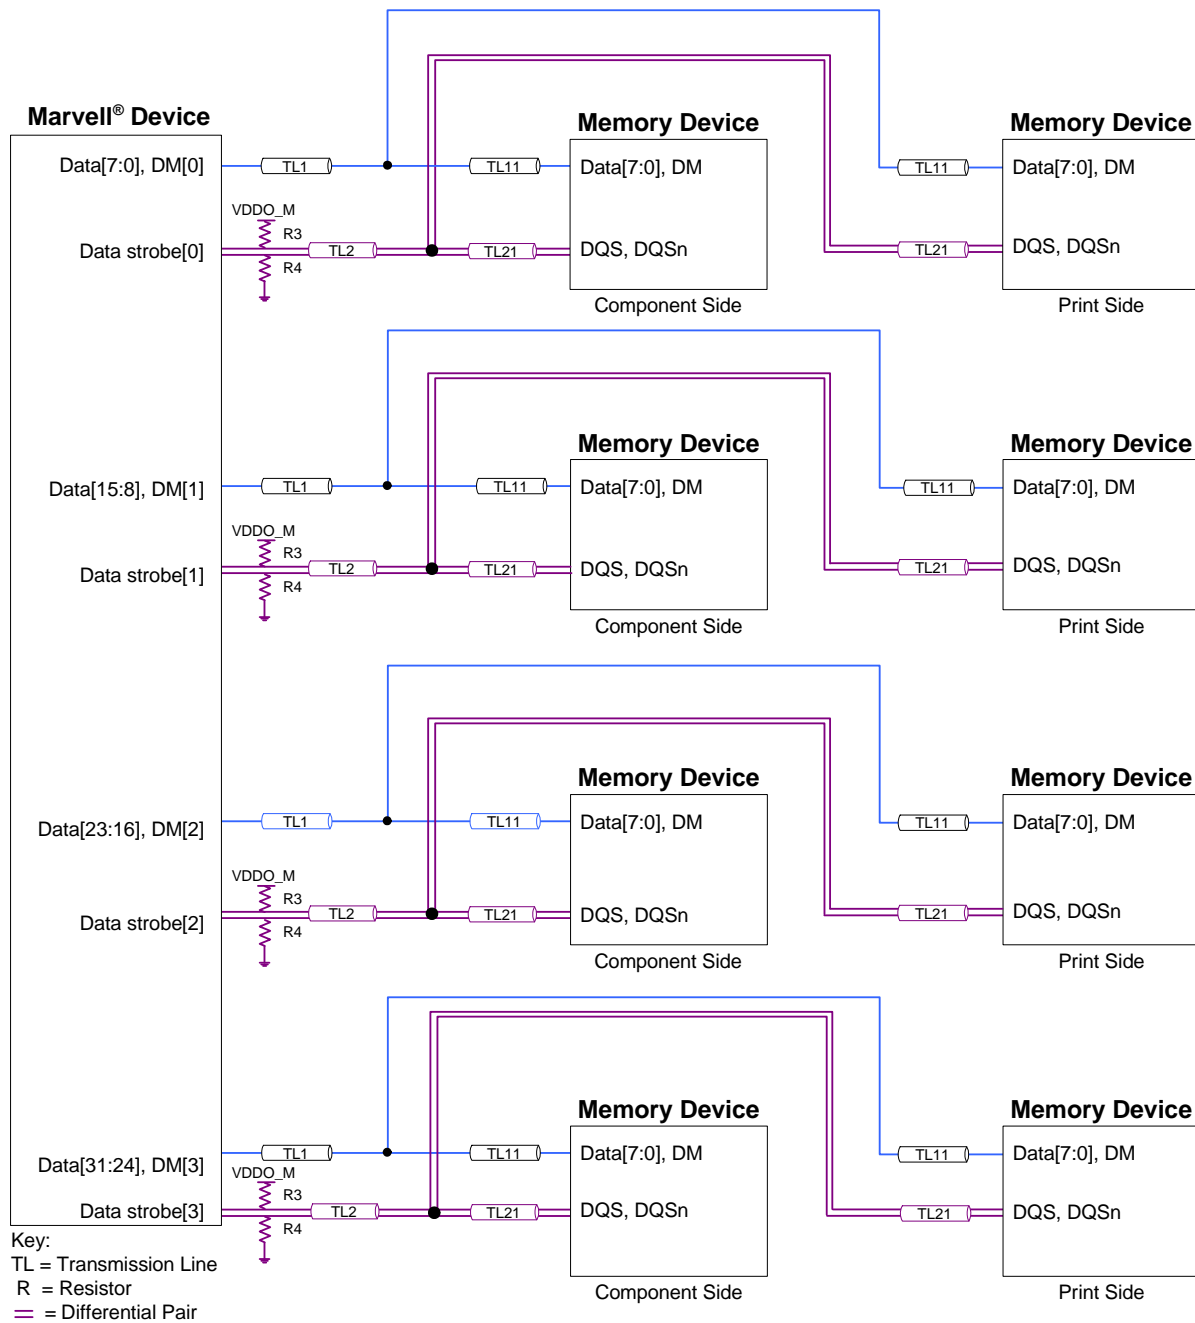 Marvell® Device
Memory Device
Memory Device
Data[7:0], DM[0]
TL1
TL11
Data[7:0], DM
TL11
Data[7:0], DM
VDDO_M
R3
Data strobe[0]
TL2
TL21
DQS, DQSn
TL21
DQS, DQSn
R4
Component Side
Print Side
Memory Device
Memory Device
Data[15:8], DM[1]
TL1
TL11
Data[7:0], DM
TL11
Data[7:0], DM
VDDO_M
R3
Data strobe[1]
TL2
TL21
DQS, DQSn
TL21
DQS, DQSn
R4
Component Side
Print Side
Memory Device
Memory Device
Data[23:16], DM[2]
TL1
TL11
Data[7:0], DM
TL11
Data[7:0], DM
VDDO_M
R3
Data strobe[2]
TL2
TL21
DQS, DQSn
TL21
DQS, DQSn
R4
Component Side
Print Side
Memory Device
Memory Device
Data[31:24], DM[3]
TL1
TL11
Data[7:0], DM
TL11
Data[7:0], DM
VDDO_M
R3
Data strobe[3]
TL2
TL21
DQS, DQSn
TL21
DQS, DQSn
R4
Component Side
Print Side
Key:
TL = Transmission Line
R = Resistor
= Differential Pair